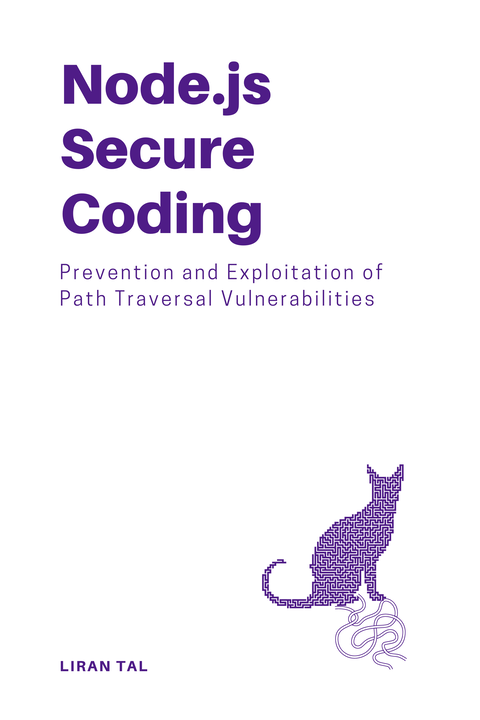 Node.js
Secure
Coding
Prevention and Exploitation of
Path Traversal Vulnerabilities
LIRAN TAL